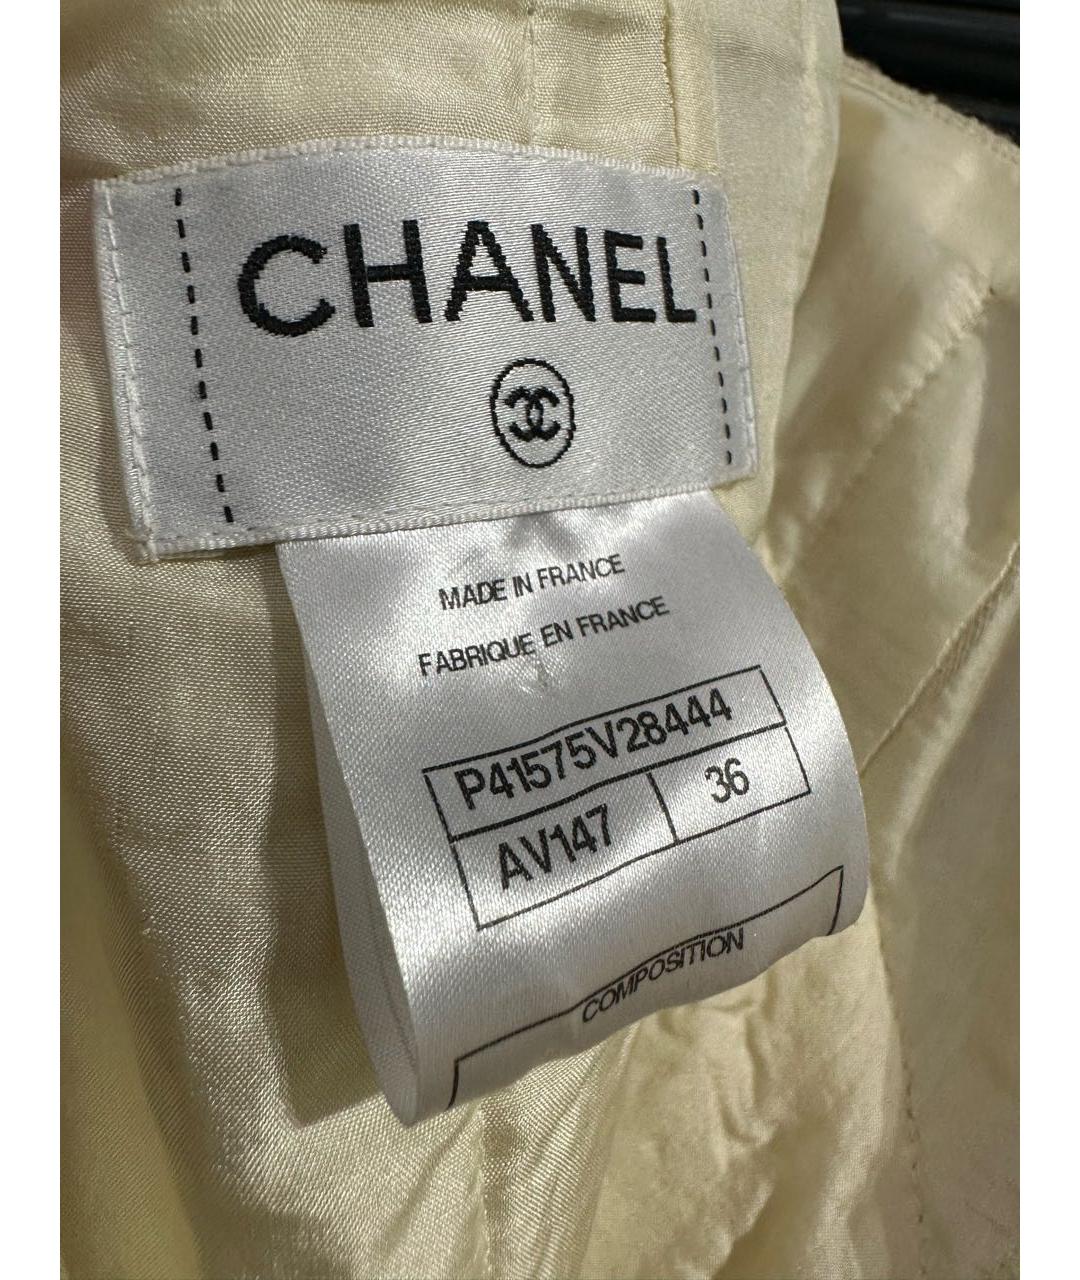 CHANEL
MADE IN FRANCE
FABRIQUE EN FRANCE
P41575V28444
AV147 36
COMPOSITION